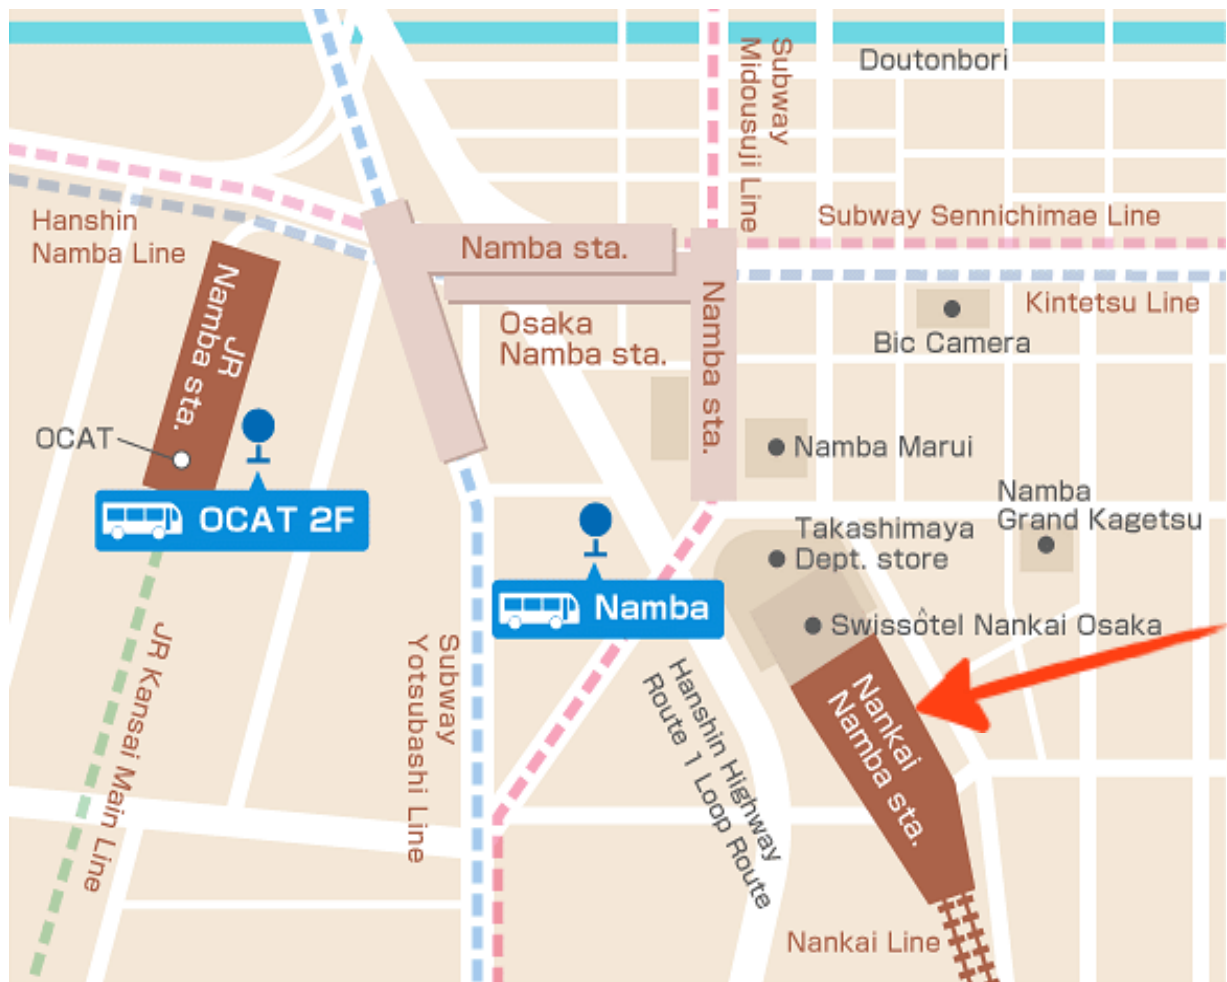 Doutonbori
Subway
Midousuji Line
Hanshin
Namba Line
Subway Sennichimae Line
Namba sta.
Kintetsu Line
JR
Namba sta.
Osaka
Namba sta.
Namba sta.
Bic Camera
OCAT
Namba Marui
OCAT 2F
Namba
Grand Kagetsu
Takashimaya
Dept. store
Namba
Swissôtel Nankai Osaka
JR Kansai Main Line
Subway
Yotsubashi Line
Hanshin Highway
Route 1 Loop Route
Nankai
Namba sta.
Nankai Line